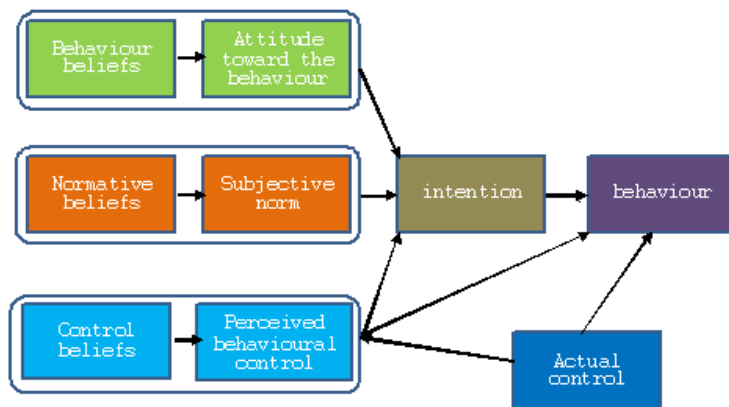 Behaviour
beliefs
Attitude
toward the
behaviour
Normative
beliefs
Subjective
norm
intention
behaviour
Control
beliefs
Perceived
behavioural
control
Actual
control